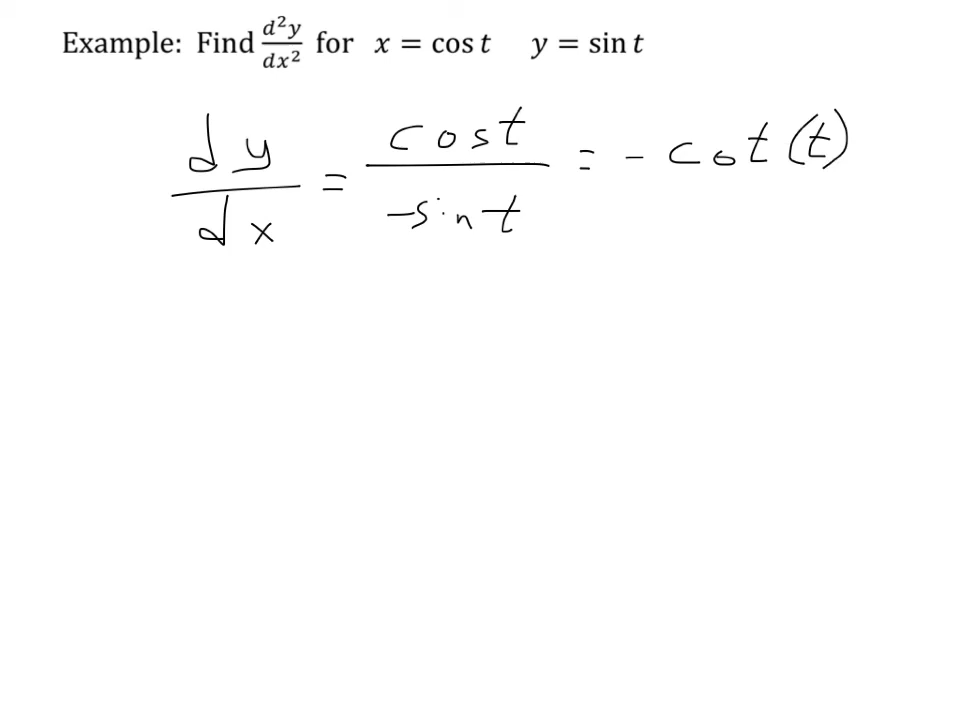 Example: Find d²y/dx² for x = cos t y = sin t
dy/dx = cos t/-sin t = - cot(t)